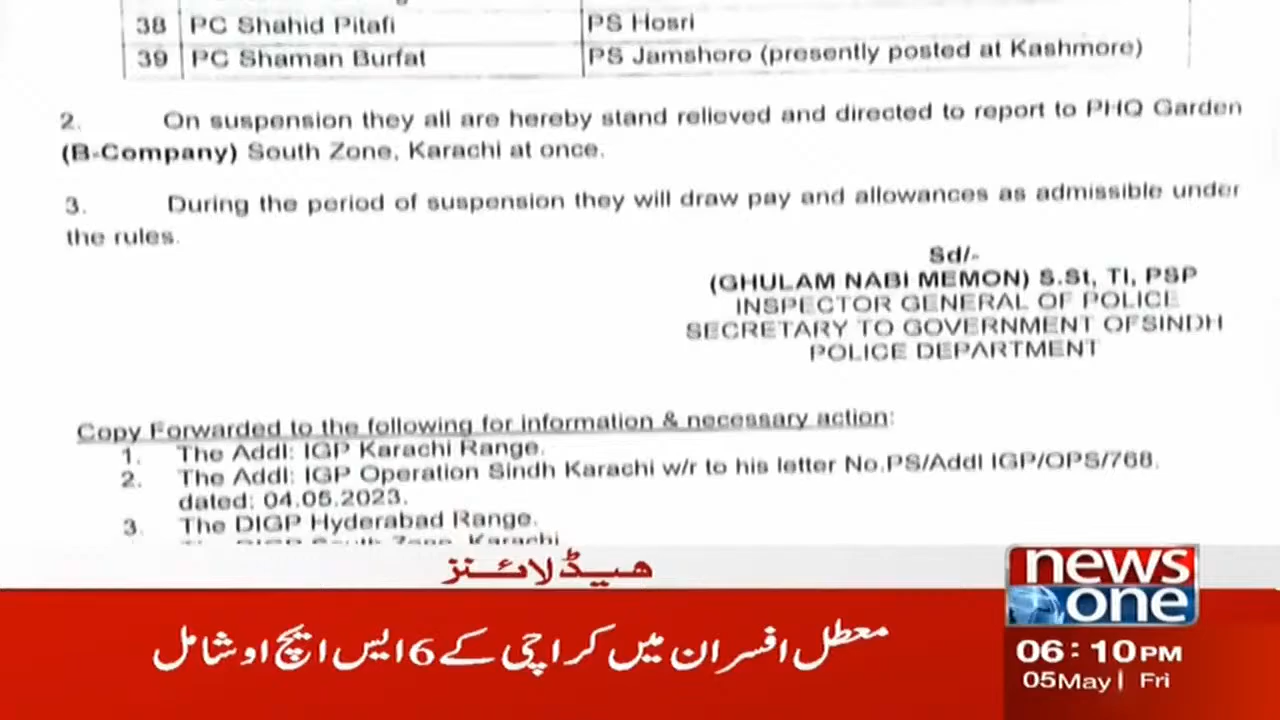 38 PC Shahid Pitafi PS Hosri
39 PC Shaman Burfat PS Jamshoro (presently posted at Kashmore)
2. On suspension they all are hereby stand relieved and directed to report to PHQ Garden
(B-Company) South Zone, Karachi at once.
3. During the period of suspension they will draw pay and allowances as admissible under
the rules.
Sd/-
(GHULAM NABI MEMON) S.St, TI, PSP
INSPECTOR GENERAL OF POLICE
SECRETARY TO GOVERNMENT OFSINDH
POLICE DEPARTMENT
Copy Forwarded to the following for information & necessary action:
1. The Addl: IGP Karachi Range.
2. The Addl: IGP Operation Sindh Karachi w/r to his letter No.PS/Addl IGP/OPS/768.
dated: 04.05.2023.
3. The DIGP Hyderabad Range.
South Zone, Karachi
ہیڈلائنز
معطل افسران میں کراچی کے 6 ایس ایچ او شامل
news
one
06:10PM
05May| Fri